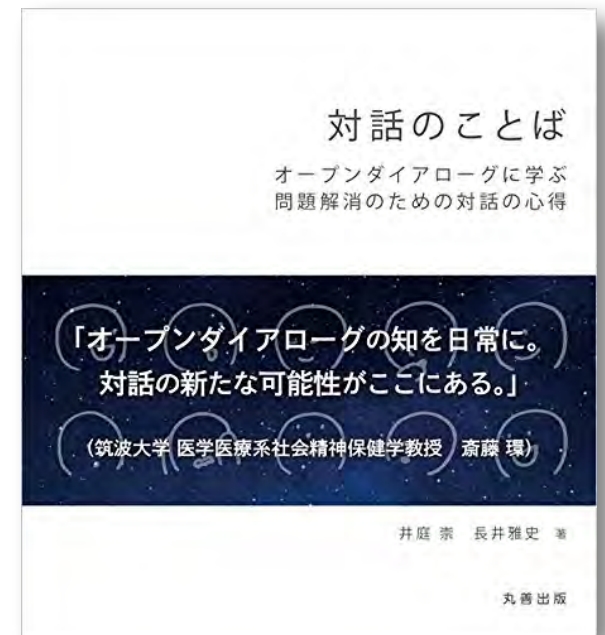 対話のことば
オープンダイアローグに学ぶ
問題解消のための対話の心得
「オープンダイアローグの知を日常に。
対話の新たな可能性がここにある。」
(筑波大学 医学医療系社会精神保健学教授 斎藤 環)
井庭 崇 長井雅史 著
丸善出版